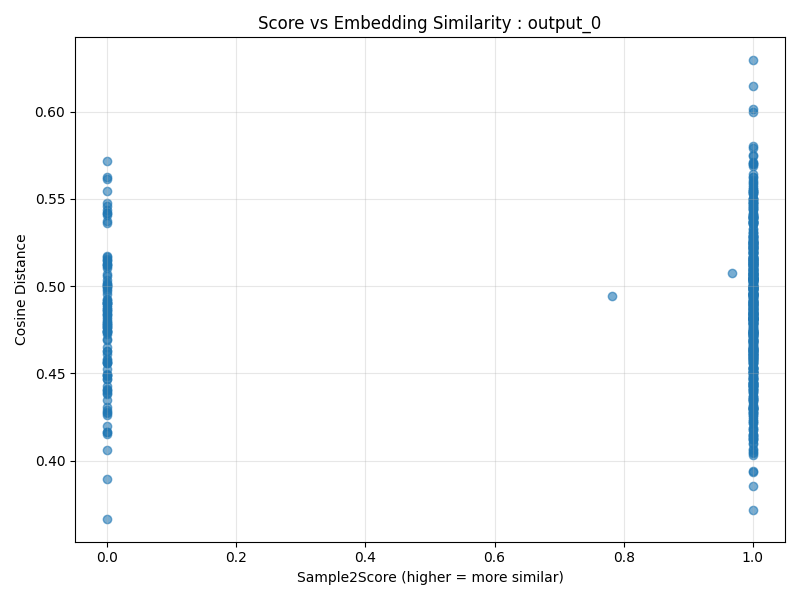 Score vs Embedding Similarity : output_0
Cosine Distance
0.60
0.55
0.50
0.45
0.40
0.0 0.2 0.4 0.6 0.8 1.0
Sample2Score (higher = more similar)